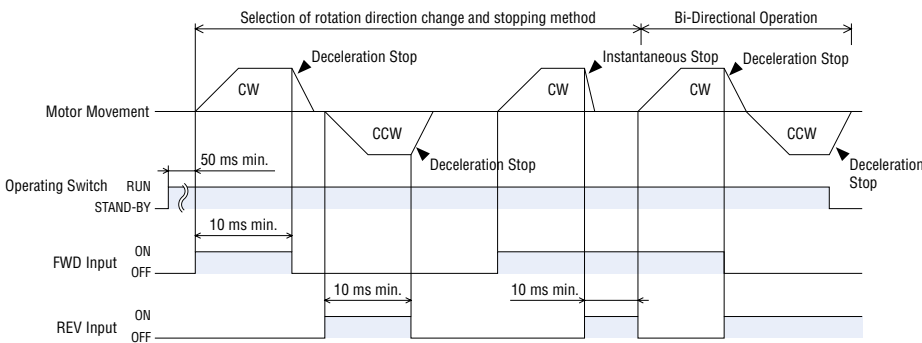 Selection of rotation direction change and stopping method
Bi-Directional Operation
Deceleration Stop
Instantaneous Stop
Deceleration Stop
CW
CW
CW
Motor Movement
CCW
CCW
Deceleration Stop
Deceleration
Stop
50 ms min.
Operating Switch
RUN
STAND-BY
10 ms min.
FWD Input
ON
OFF
10 ms min.
10 ms min.
REV Input
ON
OFF